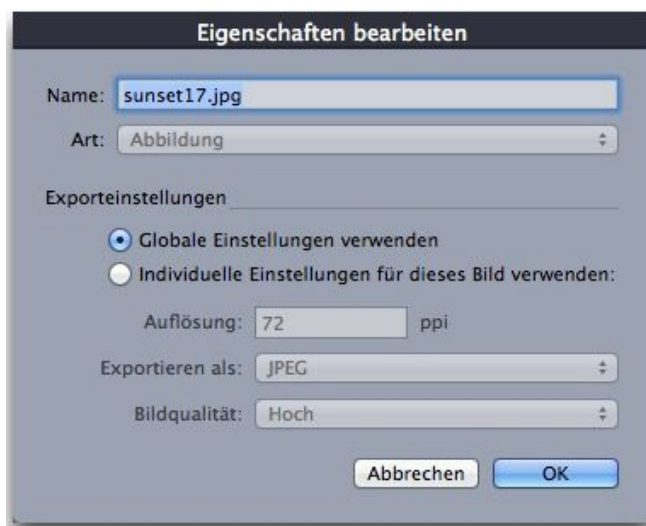 Eigenschaften bearbeiten
Name: sunset17.jpg
Art: Abbildung
Exporteinstellungen
Globale Einstellungen verwenden
Individuelle Einstellungen für dieses Bild verwenden:
Auflösung: 72 ppi
Exportieren als: JPEG
Bildqualität: Hoch
Abbrechen OK